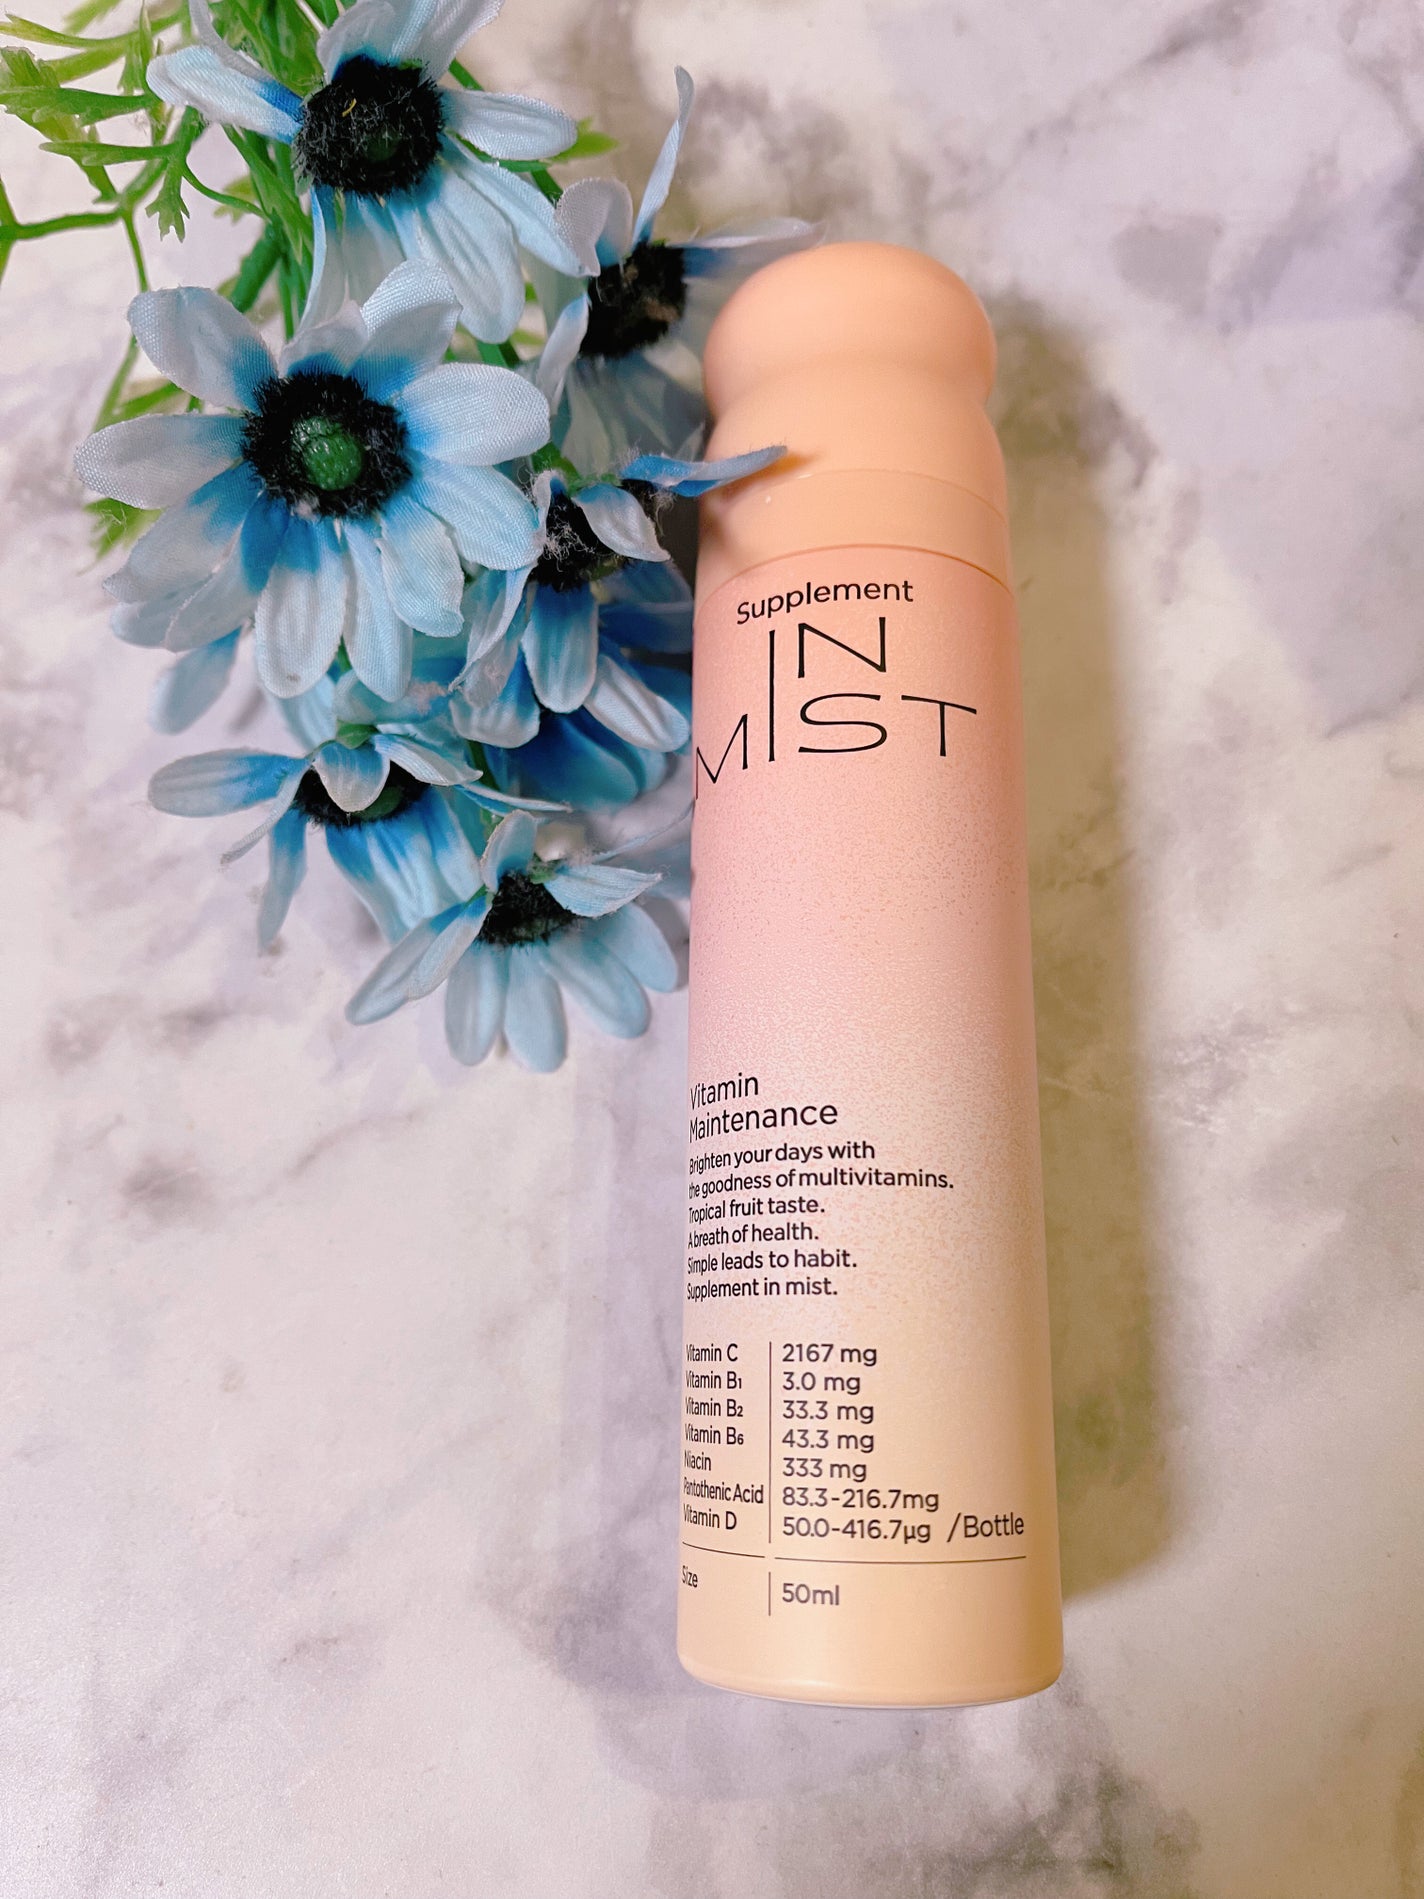 Supplement
IN
MIST
Vitamin
Maintenance
Brighten your days with
the goodness of multivitamins.
Tropical fruit taste.
A breath of health.
Simple leads to habit.
Supplement in mist.
Vitamin C 2167 mg
Vitamin B₁ 3.0 mg
Vitamin B₂ 33.3 mg
Vitamin B₆ 43.3 mg
Niacin 333 mg
Pantothenic Acid 83.3-216.7mg
Vitamin D 50.0-416.7μg /Bottle
Size 50ml